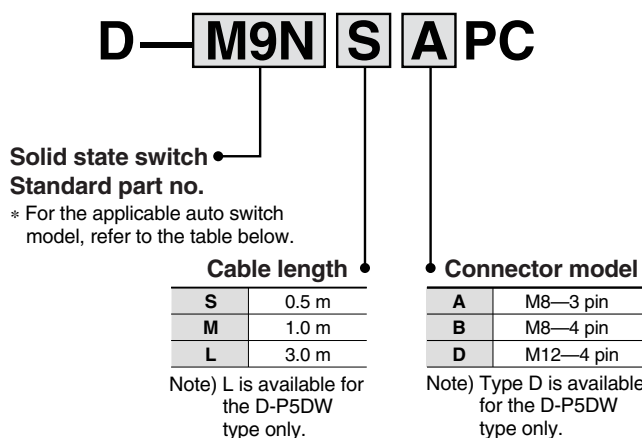 D — M9N S A PC
Solid state switch
Standard part no.
* For the applicable auto switch
model, refer to the table below.
Cable length
S 0.5 m
M 1.0 m
L 3.0 m
Note) L is available for
the D-P5DW
type only.
Connector model
A M8—3 pin
B M8—4 pin
D M12—4 pin
Note) Type D is available
for the D-P5DW
type only.